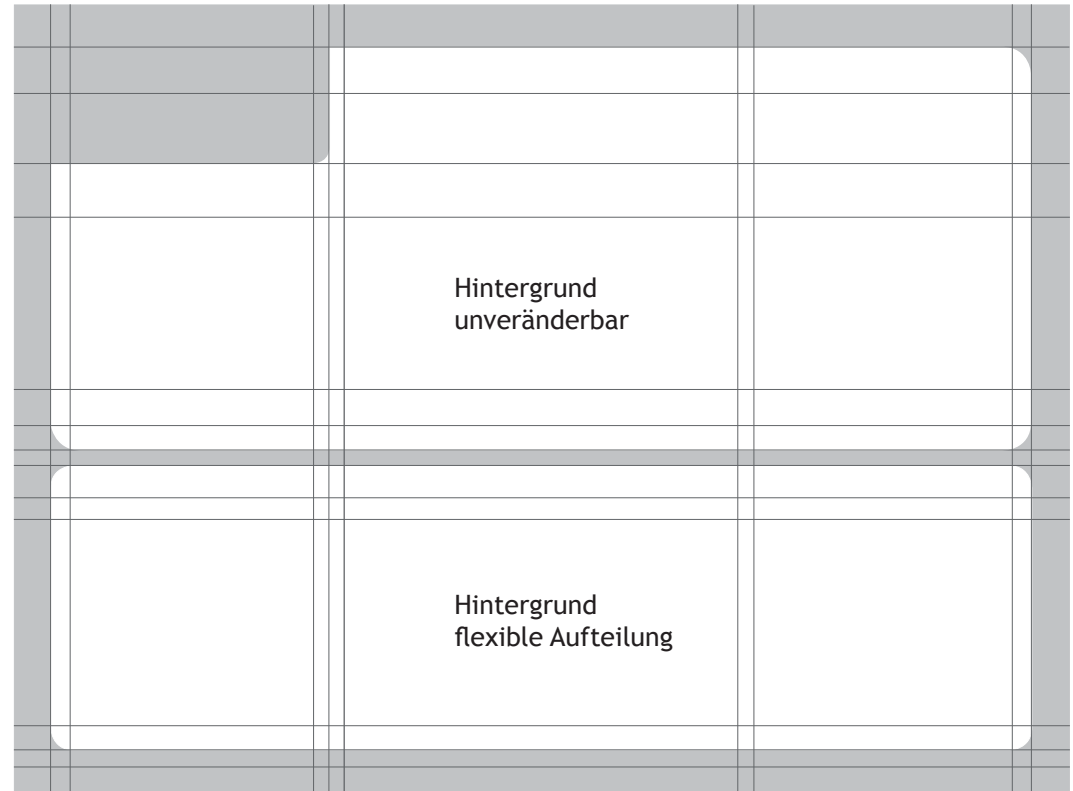 Hintergrund
unveränderbar
Hintergrund
flexible Aufteilung